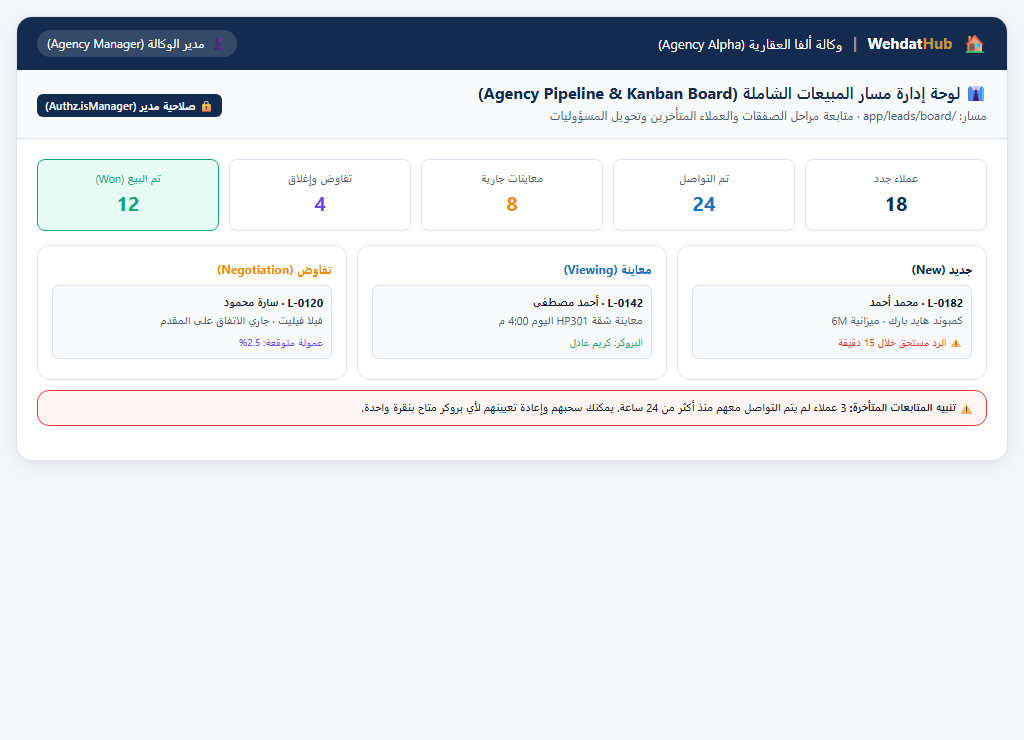 WehdatHub | وكالة ألفا العقارية (Agency Alpha)
مدير الوكالة (Agency Manager)
لوحة إدارة مسار المبيعات الشاملة (Agency Pipeline & Kanban Board)
مسار: /app/leads/board · متابعة مراحل الصفقات والعملاء المتأخرين وتحويل المسؤوليات
صلاحية مدير (Authz.isManager)
عملاء جدد
18
تم التواصل
24
معاينات جارية
8
تفاوض وإغلاق
4
تم البيع (Won)
12
جديد (New)
L-0182 · محمد أحمد
كمبوند هايد بارك · ميزانية 6M
⚠️ الرد مستحق خلال 15 دقيقة
معاينة (Viewing)
L-0142 · أحمد مصطفى
معاينة شقة HP301 اليوم 4:00 م
البروكر: كريم عادل
تفاوض (Negotiation)
L-0120 · سارة محمود
فيلا فيليت · جاري الاتفاق على المقدم
عمولة متوقعة: 2.5%
⚠️ تنبيه المتابعات المتأخرة: 3 عملاء لم يتم التواصل معهم منذ أكثر من 24 ساعة. يمكنك سحبهم وإعادة تعيينهم لأي بروكر متاح بنقرة واحدة.